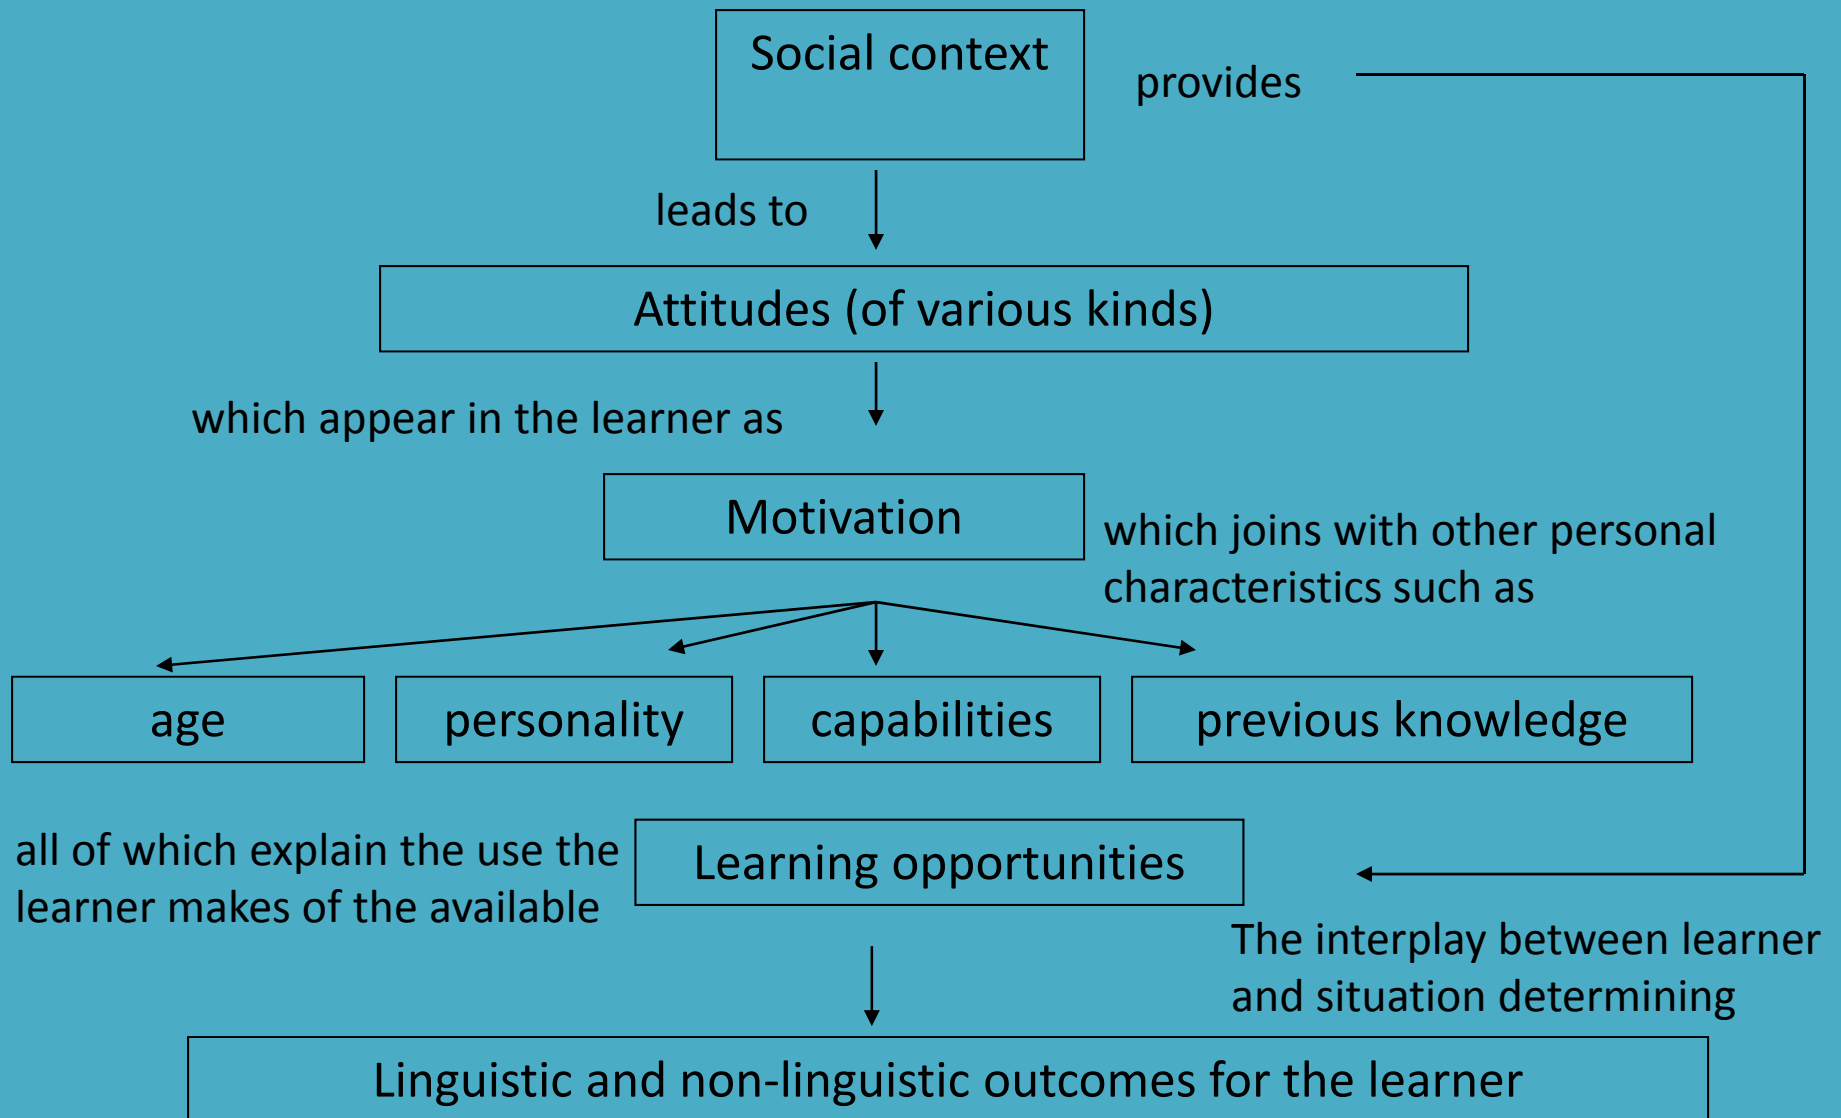 Social context
provides
leads to
Attitudes (of various kinds)
which appear in the learner as
Motivation
which joins with other personal
characteristics such as
age
personality
capabilities
previous knowledge
all of which explain the use the
learner makes of the available
Learning opportunities
The interplay between learner
and situation determining
Linguistic and non-linguistic outcomes for the learner